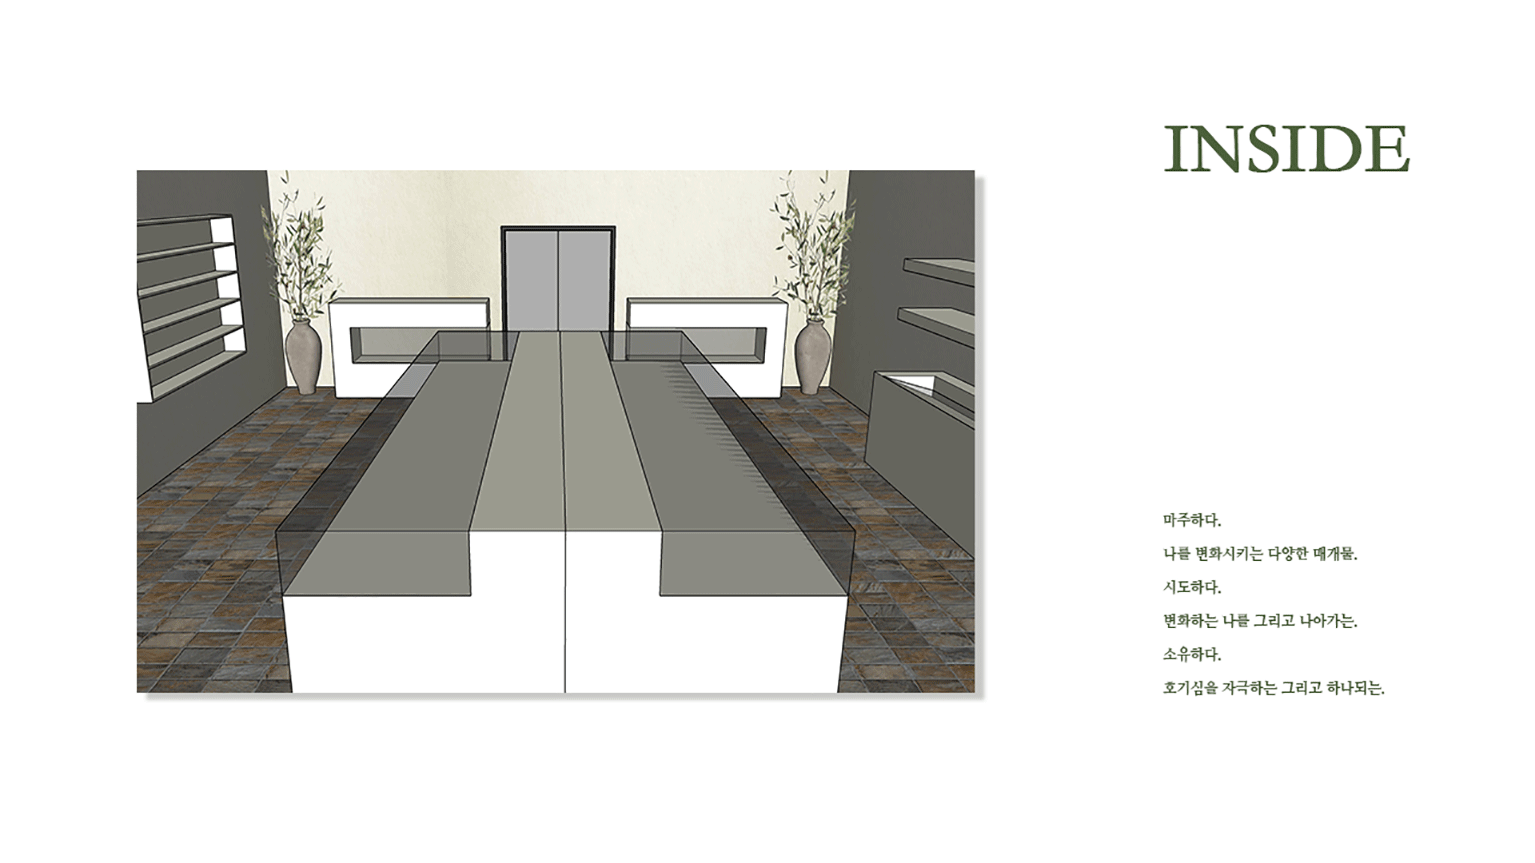 INSIDE
마주하다.
나를 변화시키는 다양한 매개물.
시도하다.
변화하는 나를 그리고 나아가는.
소유하다.
호기심을 자극하는 그리고 하나되는.